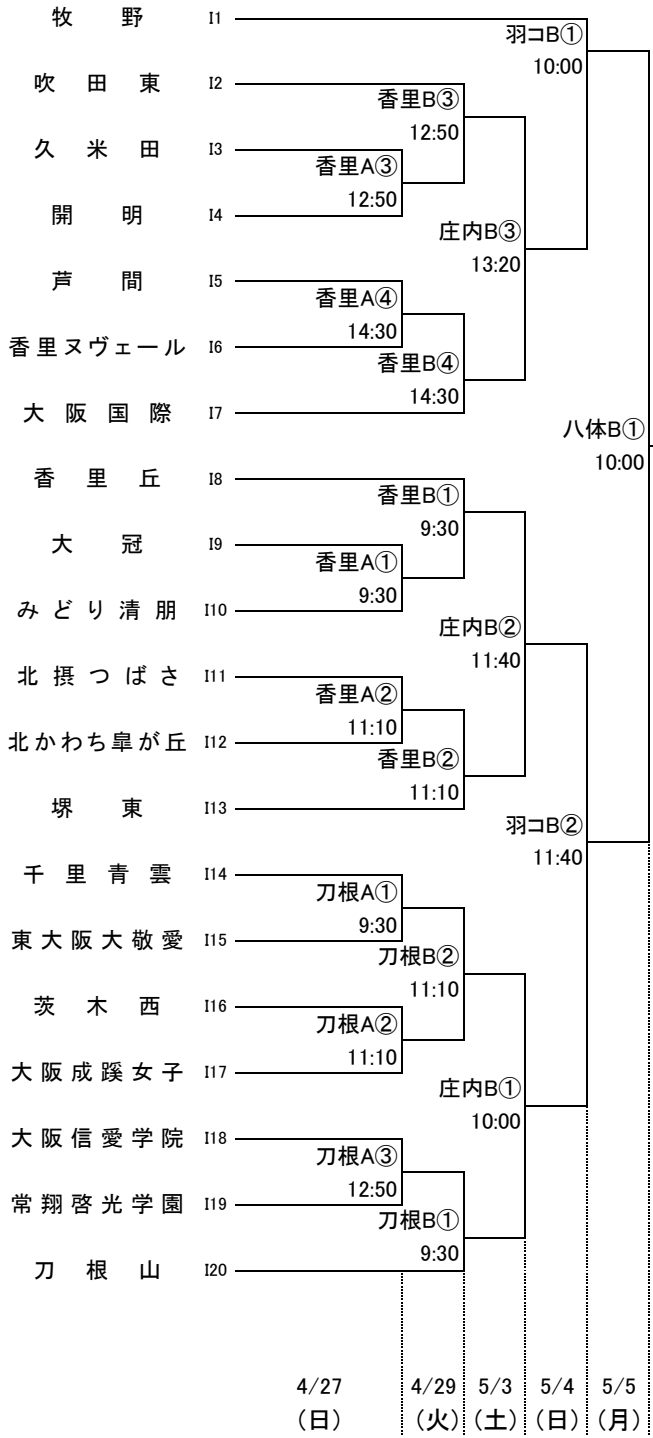 牧野 I1
羽コB①
10:00
吹田東 I2
香里B③
12:50
久米田 I3
香里A③
12:50
開明 I4
庄内B③
13:20
芦間 I5
香里A④
14:30
香里ヌヴェール I6
香里B④
14:30
大阪国際 I7
八体B①
10:00
香里丘 I8
香里B①
9:30
大冠 I9
香里A①
9:30
みどり清朋 I10
庄内B②
11:40
北摂つばさ I11
香里A②
11:10
北かわち皐が丘 I12
香里B②
11:10
堺東 I13
羽コB②
11:40
千里青雲 I14
刀根A①
9:30
東大阪大敬愛 I15
刀根B②
11:10
茨木西 I16
刀根A②
11:10
大阪成蹊女子 I17
庄内B①
10:00
大阪信愛学院 I18
刀根A③
12:50
常翔啓光学園 I19
刀根B①
9:30
刀根山 I20
4/27 4/29 5/3 5/4 5/5
（日） （火） （土） （日） （月）